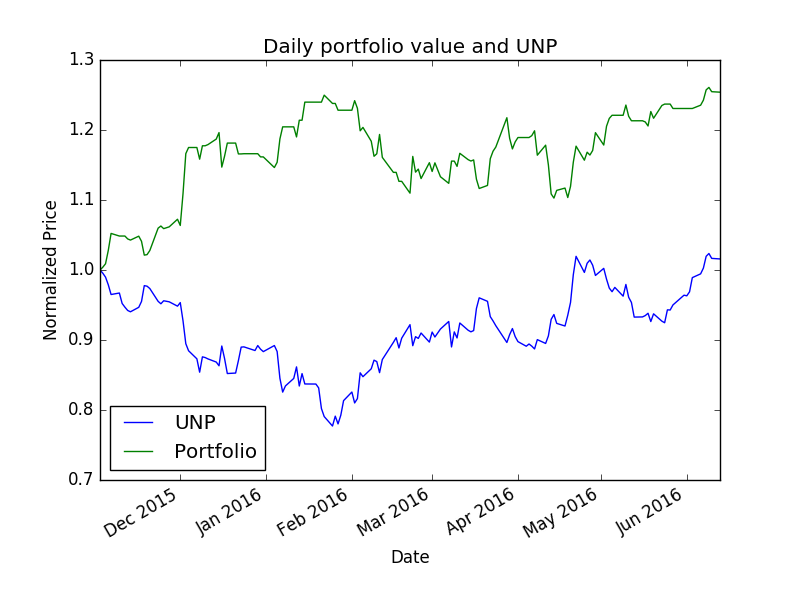 Daily portfolio value and UNP
1.3
1.2
1.1
1.0
0.9
0.8
0.7
Normalized Price
UNP
Portfolio
Dec 2015
Jan 2016
Feb 2016
Mar 2016
Apr 2016
May 2016
Jun 2016
Date